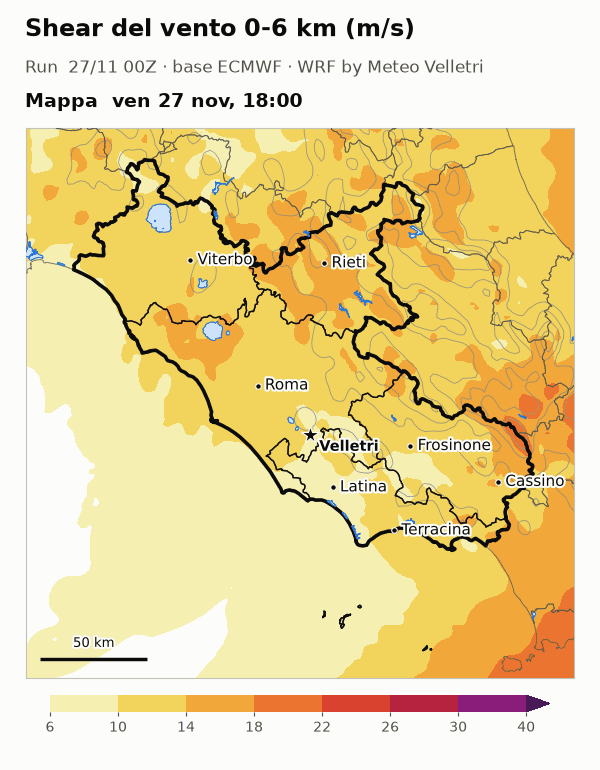 Shear del vento 0-6 km (m/s)
Run  27/11 00Z · base ECMWF · WRF by Meteo Velletri
Mappa  ven 27 nov, 18:00
Viterbo
Rieti
Roma
Velletri
Frosinone
Latina
Cassino
Terracina
50 km
6 10 14 18 22 26 30 40